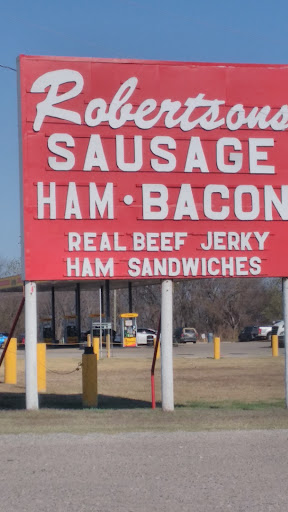 Robertsons
SAUSAGE
HAM · BACON
REAL BEEF JERKY
HAM SANDWICHES